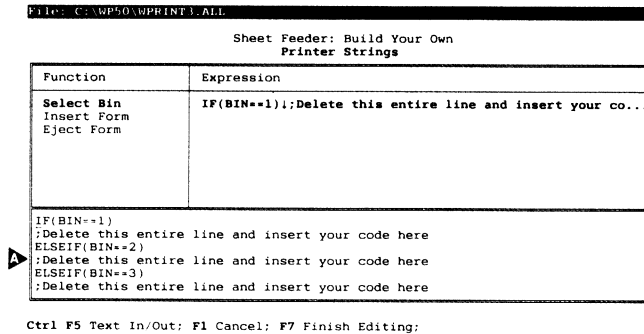 File: C:\WP50\WPRINT3.ALL
Sheet Feeder: Build Your Own
Printer Strings
Function Expression
Select Bin IF(BIN==1)↓;Delete this entire line and insert your co...
Insert Form
Eject Form
IF(BIN==1)
;Delete this entire line and insert your code here
ELSEIF(BIN==2)
A ;Delete this entire line and insert your code here
ELSEIF(BIN==3)
;Delete this entire line and insert your code here
Ctrl F5 Text In/Out; F1 Cancel; F7 Finish Editing;